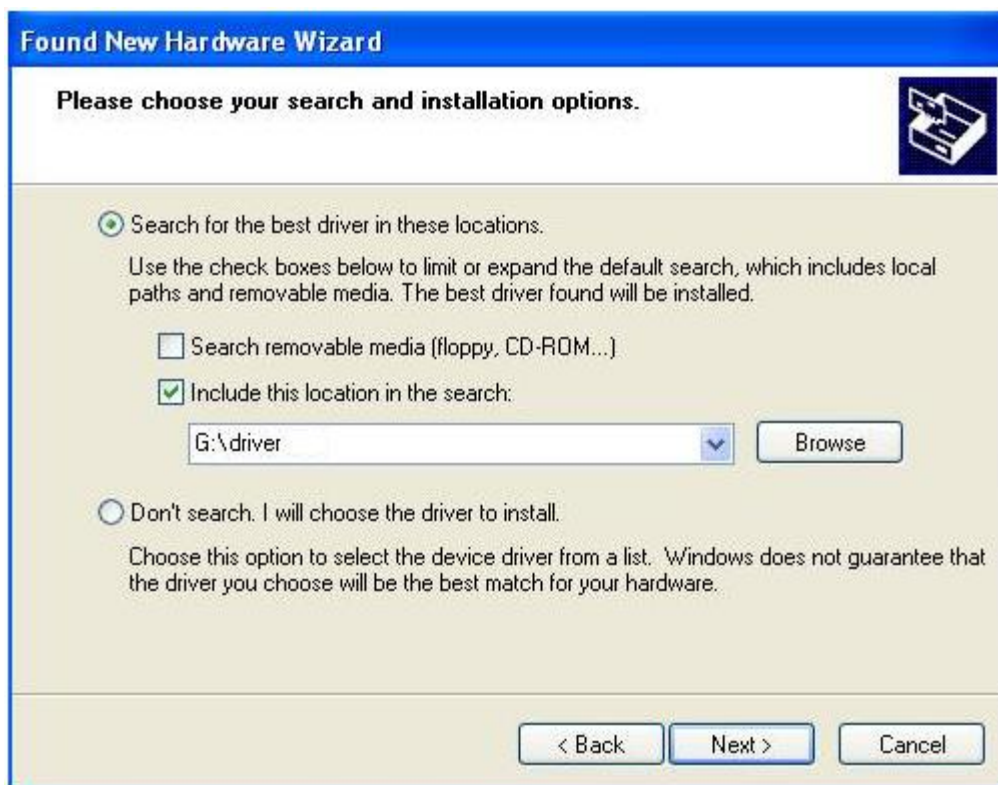 Found New Hardware Wizard
Please choose your search and installation options.
Search for the best driver in these locations.
Use the check boxes below to limit or expand the default search, which includes local
paths and removable media. The best driver found will be installed.
Search removable media (floppy, CD-ROM...)
Include this location in the search:
G:\driver
Browse
Don't search. I will choose the driver to install.
Choose this option to select the device driver from a list. Windows does not guarantee that
the driver you choose will be the best match for your hardware.
< Back
Next >
Cancel